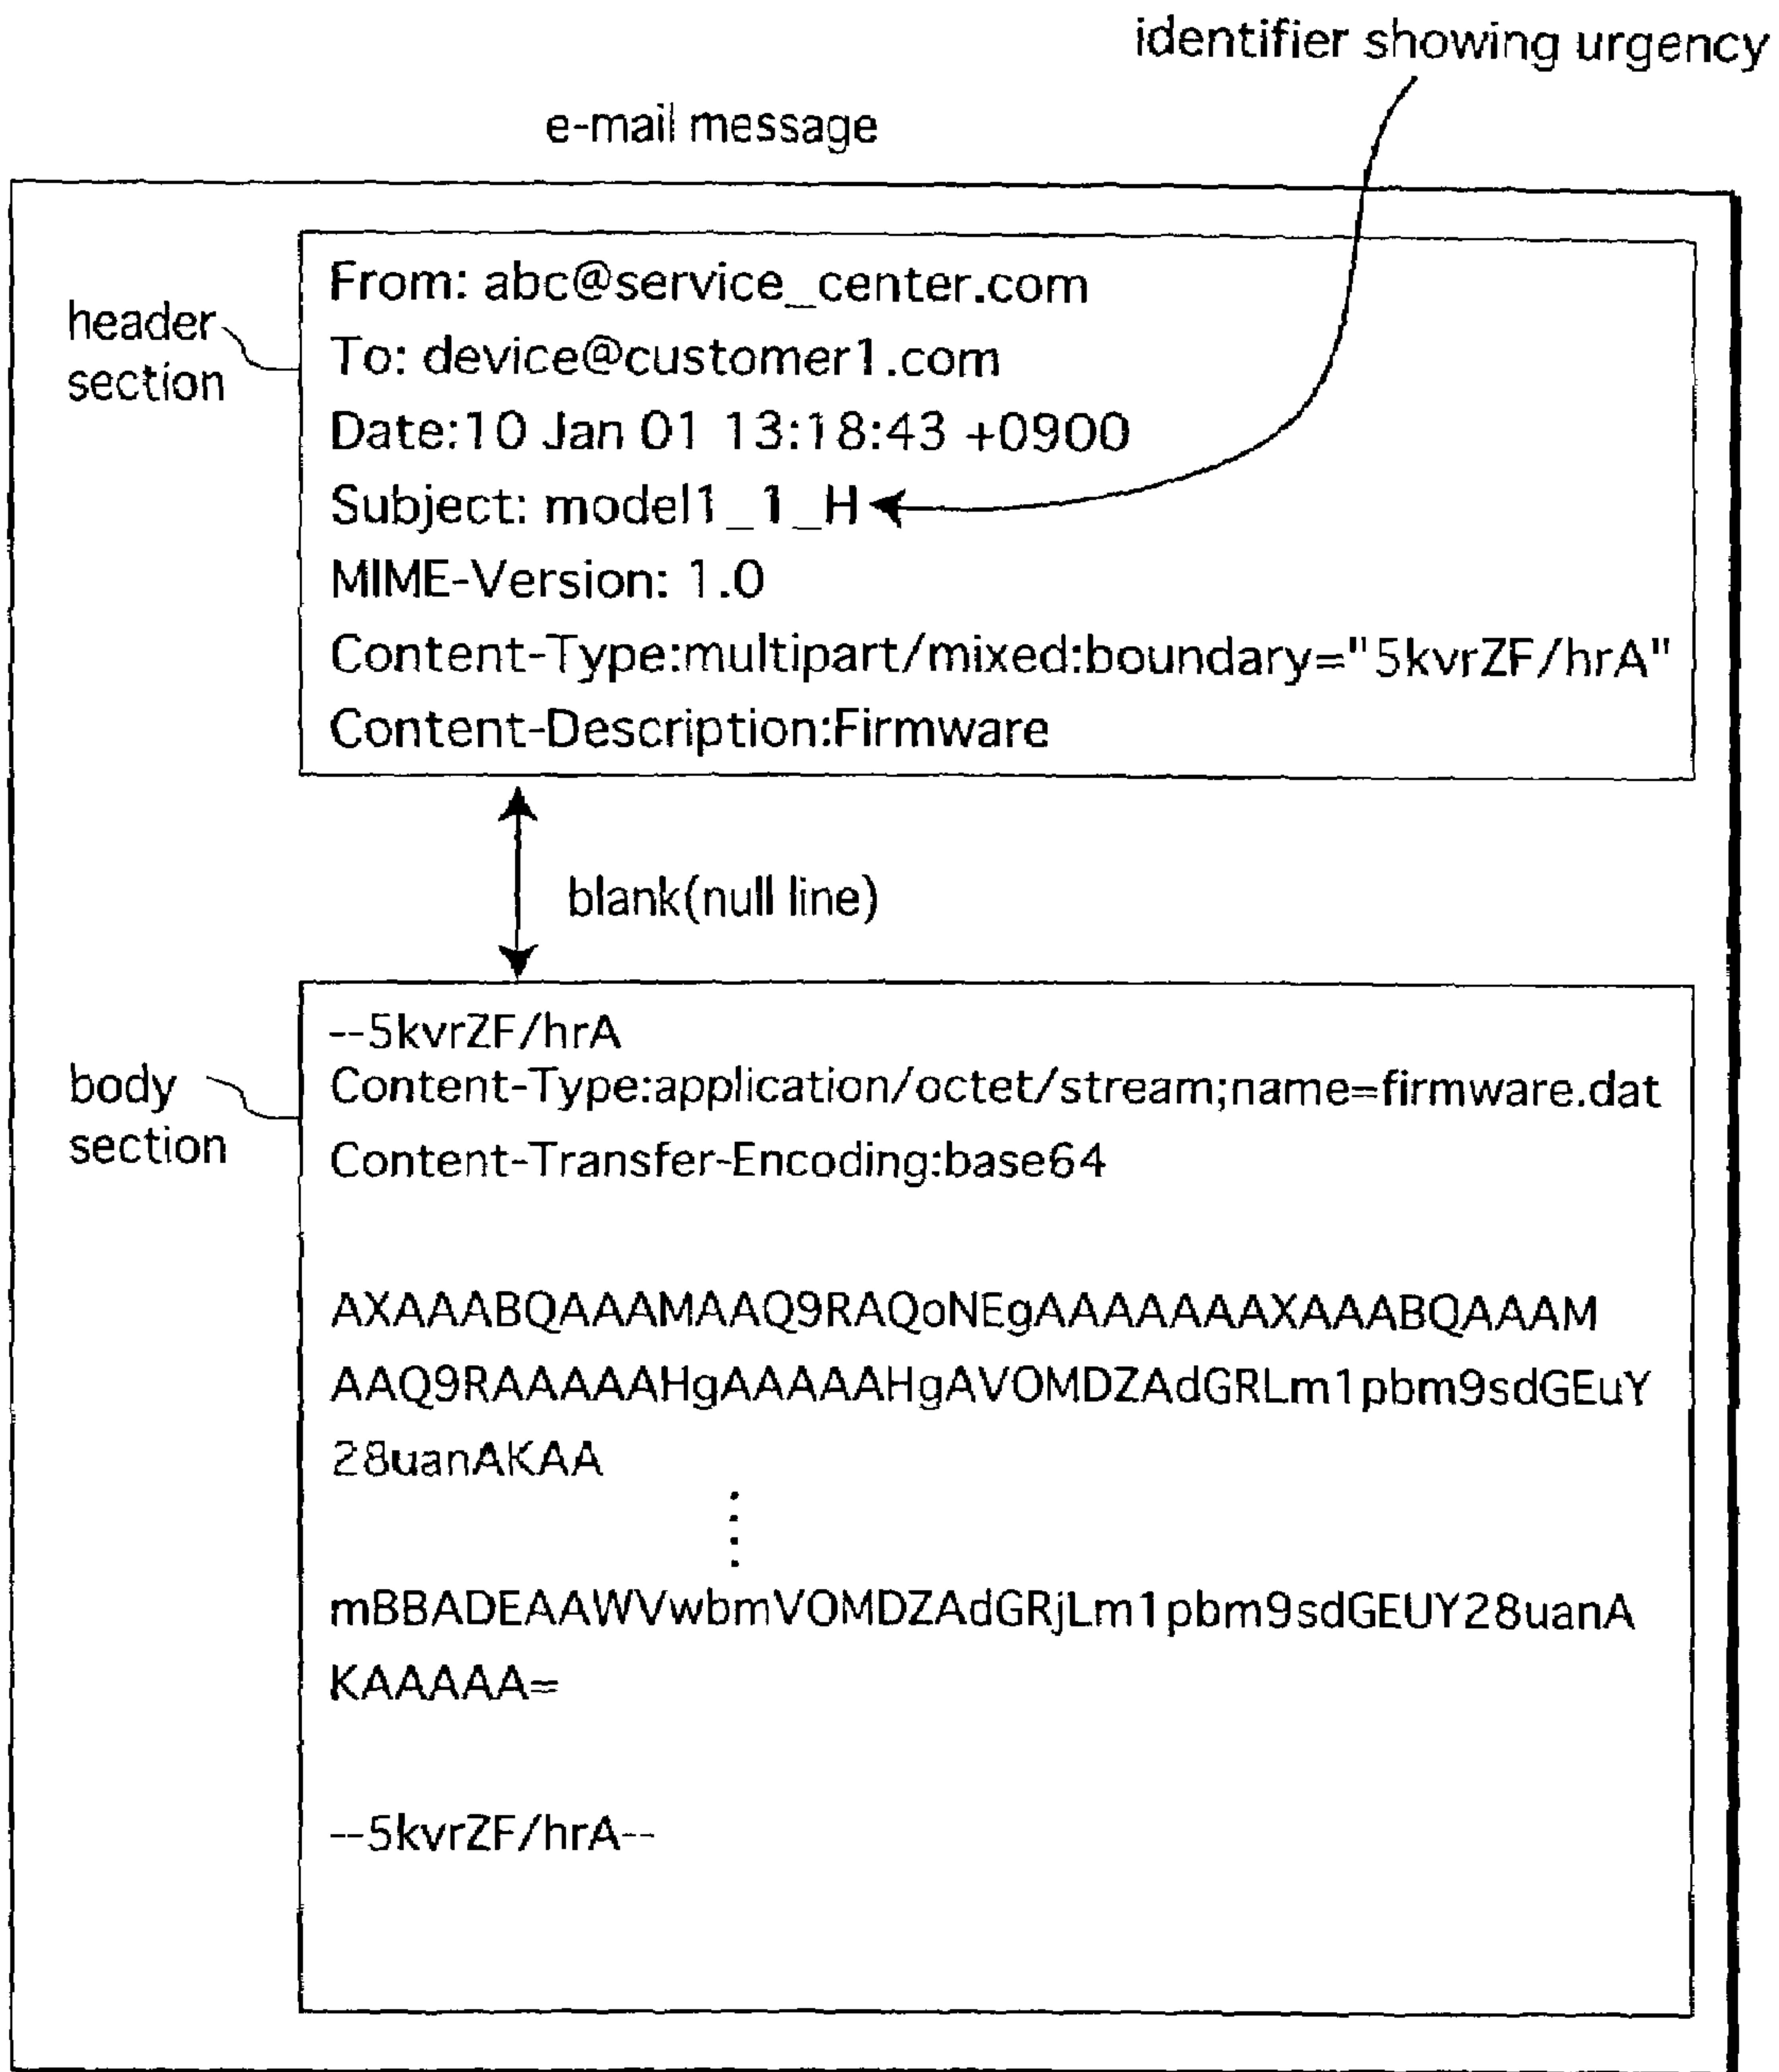 identifier showing urgency
e-mail message
header
section
From: abc@service_center.com
To: device@customer1.com
Date:10 Jan 01 13:18:43 +0900
Subject: model1_1_H
MIME-Version: 1.0
Content-Type:multipart/mixed:boundary="5kvrZF/hrA"
Content-Description:Firmware
blank(null line)
body
section
--5kvrZF/hrA
Content-Type:application/octet/stream;name=firmware.dat
Content-Transfer-Encoding:base64
AXAAABQAAAMAAQ9RAQoNEgAAAAAAAXAAABQAAAM
AAQ9RAAAAAHgAAAAAHgAVOMDZAdGRLm1pbm9sdGEuY
28uanAKAA
mBBADEAAWVwbmVOMDZAdGRjLm1pbm9sdGEUY28uanA
KAAAAA=
--5kvrZF/hrA--